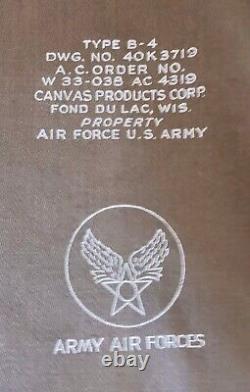 TYPE B-4
DWG. NO. 40K3719
A.C. ORDER NO.
W 33-038 AC 4319
CANVAS PRODUCTS CORP.
FOND DU LAC, WIS.
PROPERTY
AIR FORCE U.S. ARMY
ARMY AIR FORCES